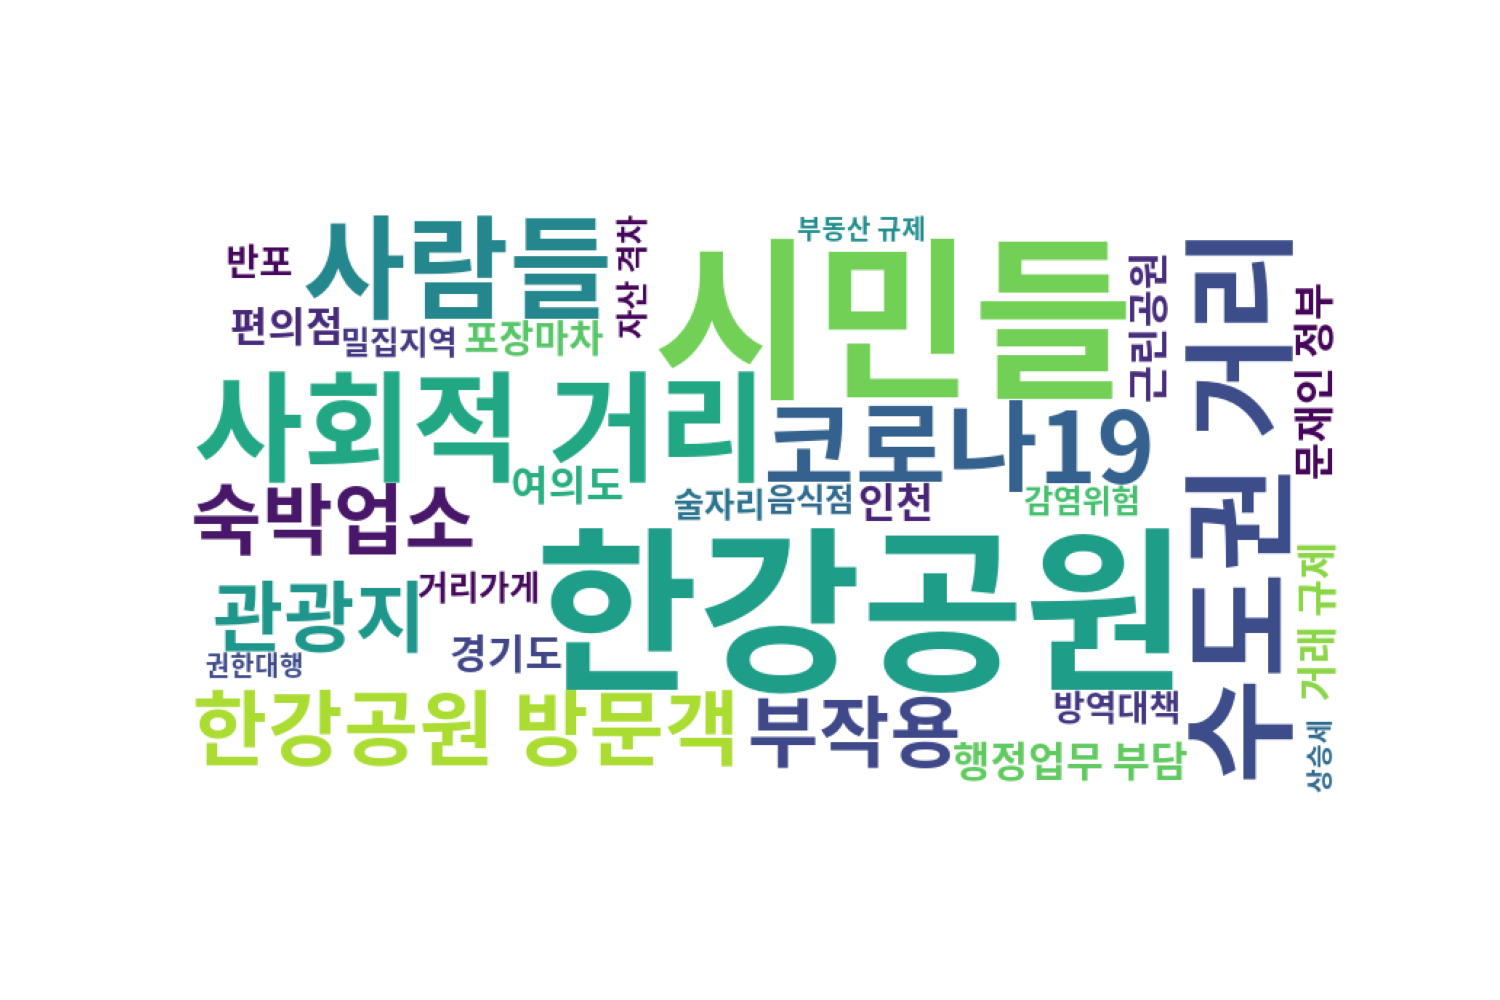 사람들
반포
자산 격차
부동산 규제
시민들
근린공원
수도권 거리
문재인 정부
편의점
밀집지역
포장마차
사회적 거리
코로나19
여의도
숙박업소
술자리
음식점
인천
감염위험
한강공원
거래 규제
관광지
거리가게
경기도
권한대행
한강공원 방문객
부작용
방역대책
행정업무 부담
상승세